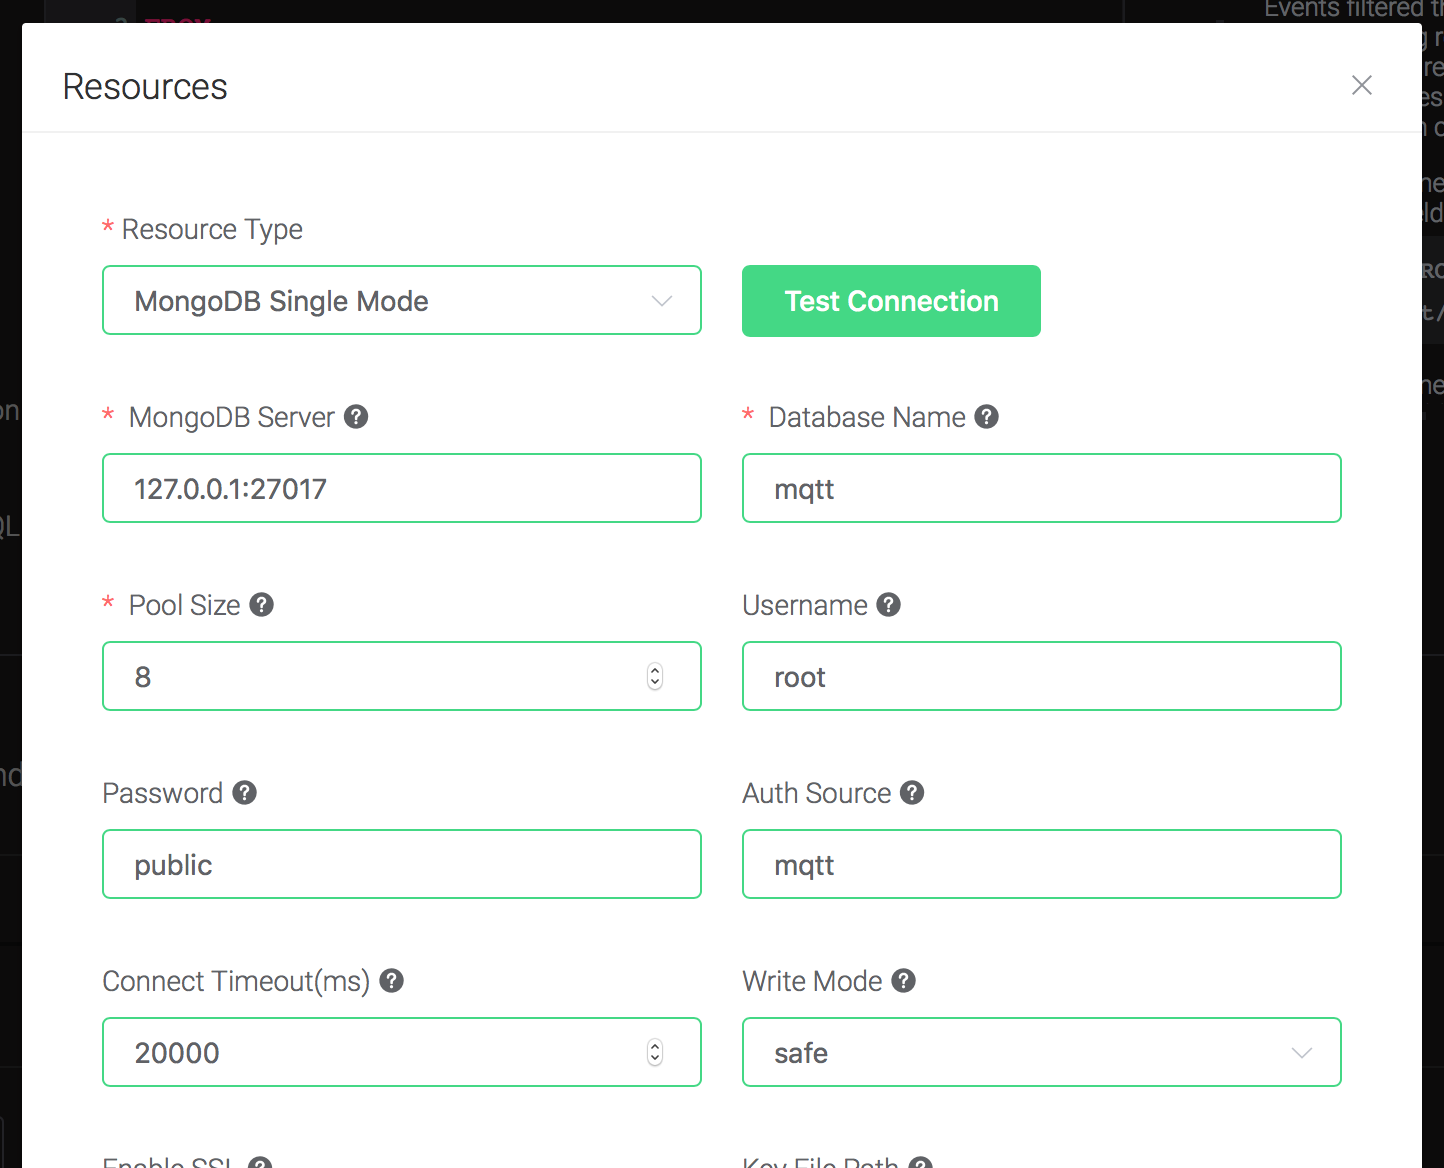 Events filtered
Resources
* Resource Type
MongoDB Single Mode
Test Connection
* MongoDB Server
* Database Name
127.0.0.1:27017
mqtt
* Pool Size
Username
8
root
Password
Auth Source
public
mqtt
Connect Timeout(ms)
Write Mode
20000
safe
Enable SSL
Key File Path